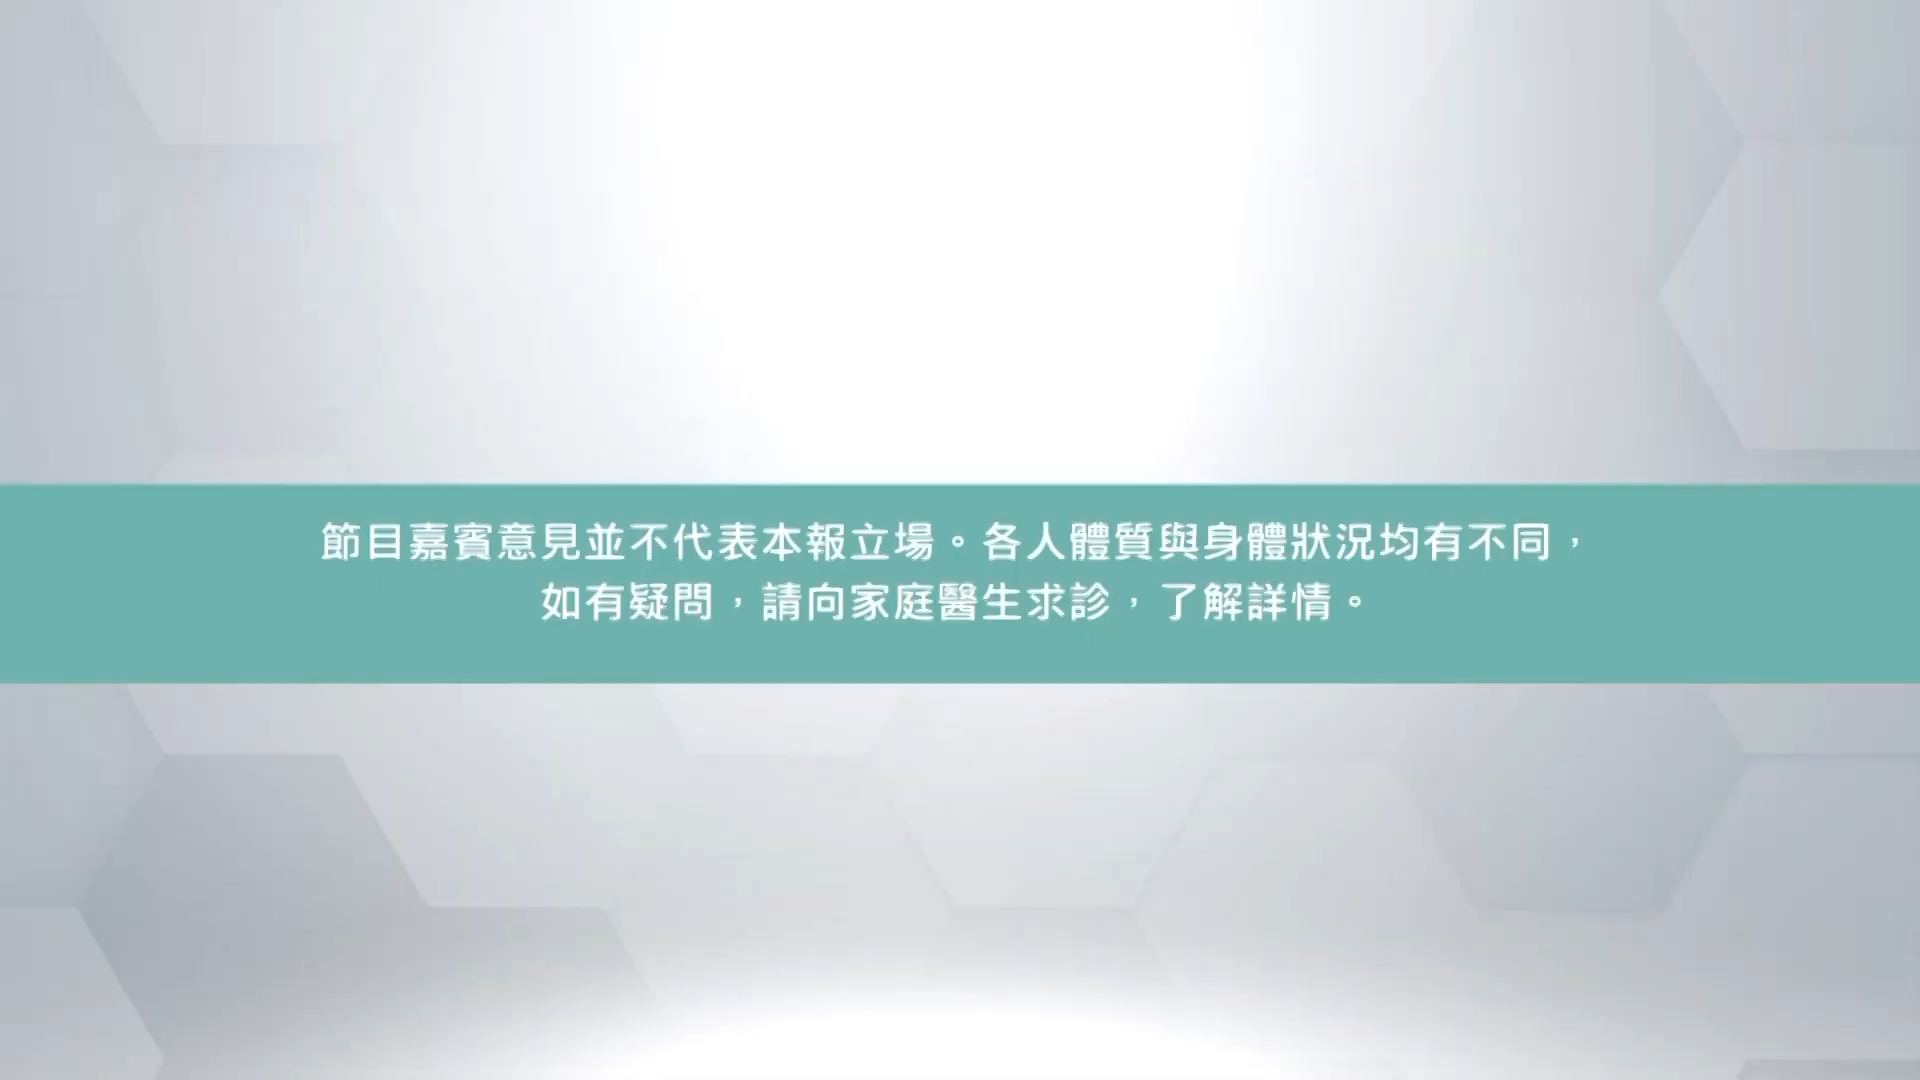 節目嘉賓意見並不代表本報立場。各人體質與身體狀況均有不同，
如有疑問，請向家庭醫生求診，了解詳情。